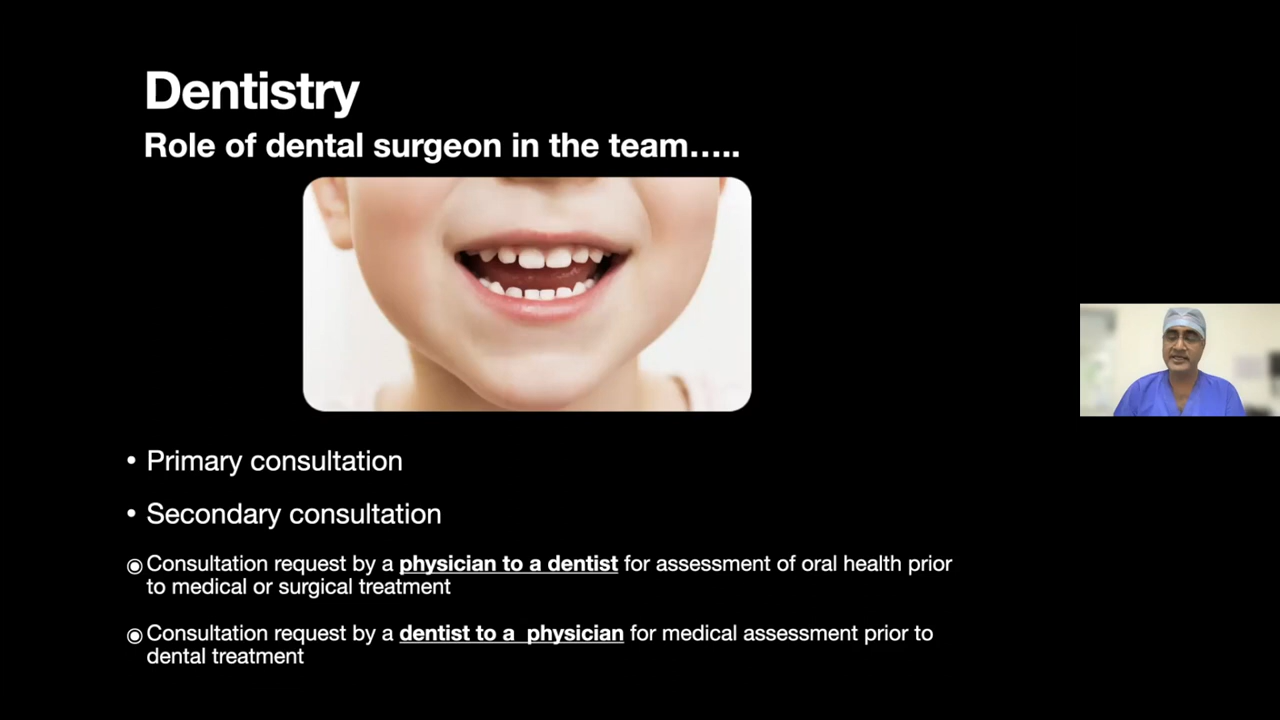 Dentistry
Role of dental surgeon in the team.....
• Primary consultation
• Secondary consultation
◉ Consultation request by a physician to a dentist for assessment of oral health prior
to medical or surgical treatment
◉ Consultation request by a dentist to a  physician for medical assessment prior to
dental treatment